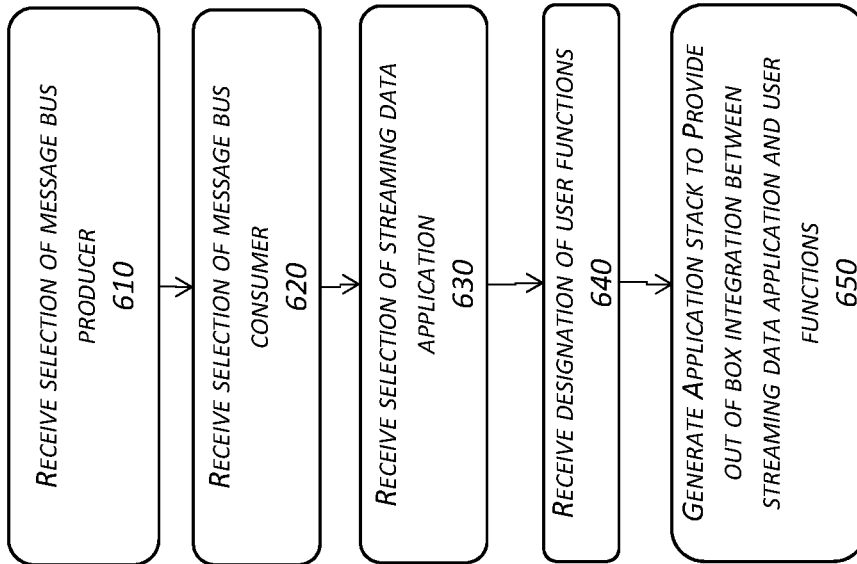 RECEIVE SELECTION OF MESSAGE BUS
PRODUCER
610
RECEIVE SELECTION OF MESSAGE BUS
CONSUMER
620
RECEIVE SELECTION OF STREAMING DATA
APPLICATION
630
RECEIVE DESIGNATION OF USER FUNCTIONS
640
GENERATE APPLICATION STACK TO PROVIDE
OUT OF BOX INTEGRATION BETWEEN
STREAMING DATA APPLICATION AND USER
FUNCTIONS
650